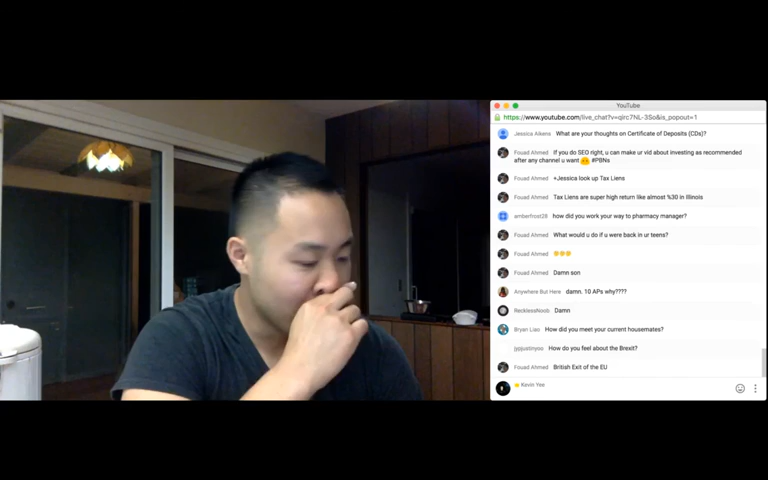 YouTube
https://www.youtube.com/live_chat?v=qirc7NL-3So&is_popout=1
Jessica Aikens What are your thoughts on Certificate of Deposits (CDs)?
Fouad Ahmed If you do SEO right, u can make ur vid about investing as recommended
after any channel u want #PBNs
Fouad Ahmed +Jessica look up Tax Liens
Fouad Ahmed Tax Liens are super high return like almost %30 in Illinois
amberfrost28 how did you work your way to pharmacy manager?
Fouad Ahmed What would u do if u were back in ur teens?
Fouad Ahmed
Fouad Ahmed Damn son
Anywhere But Here damn. 10 APs why????
RecklessNoob Damn
Bryan Liao How did you meet your current housemates?
How do you feel about the Brexit?
Fouad Ahmed British Exit of the EU
Kevin Yee